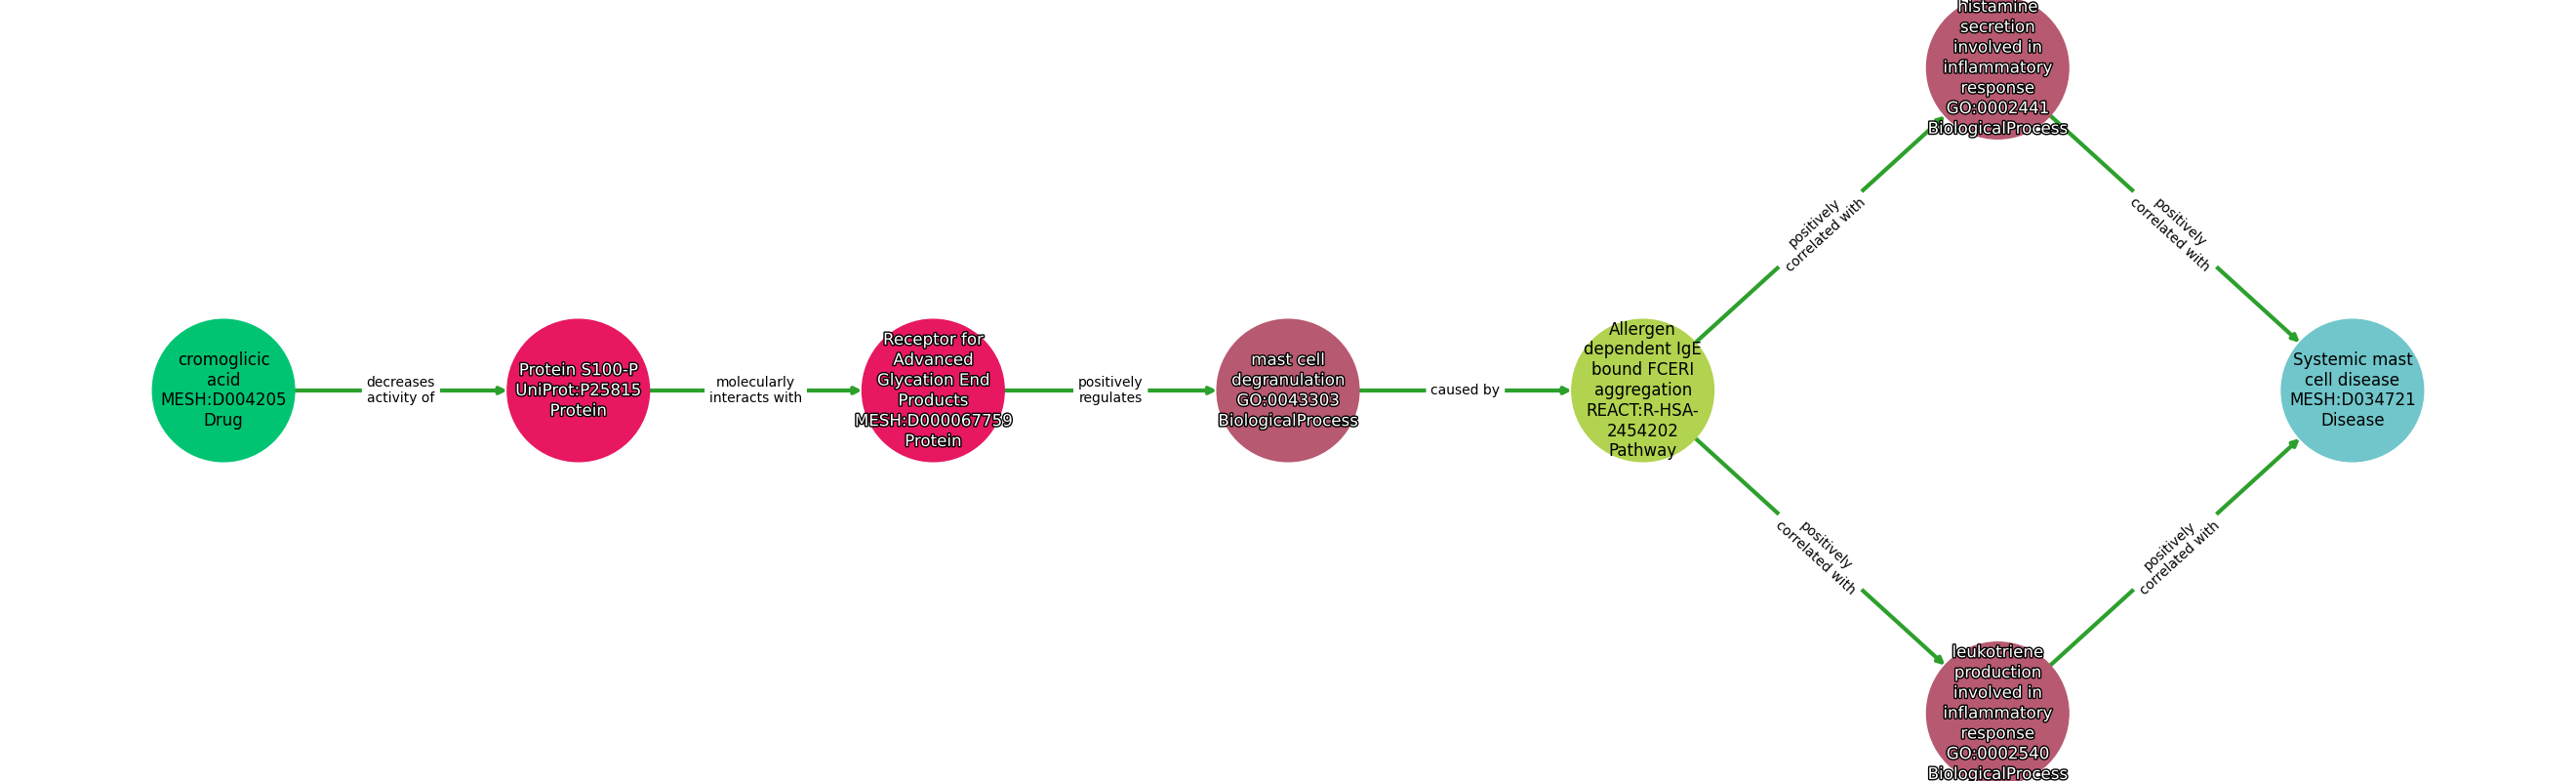 histamine
secretion
involved in
inflammatory
response
GO:0002441
BiologicalProcess
positively
correlated with
positively
correlated with
cromoglicic
acid
MESH:D004205
Drug
decreases
activity of
Protein S100-P
UniProt:P25815
Protein
molecularly
interacts with
Receptor for
Advanced
Glycation End
Products
MESH:D000067759
Protein
positively
regulates
mast cell
degranulation
GO:0043303
BiologicalProcess
caused by
Allergen
dependent IgE
bound FCERI
aggregation
REACT:R-HSA-
2454202
Pathway
Systemic mast
cell disease
MESH:D034721
Disease
positively
correlated with
positively
correlated with
leukotriene
production
involved in
inflammatory
response
GO:0002540
BiologicalProcess